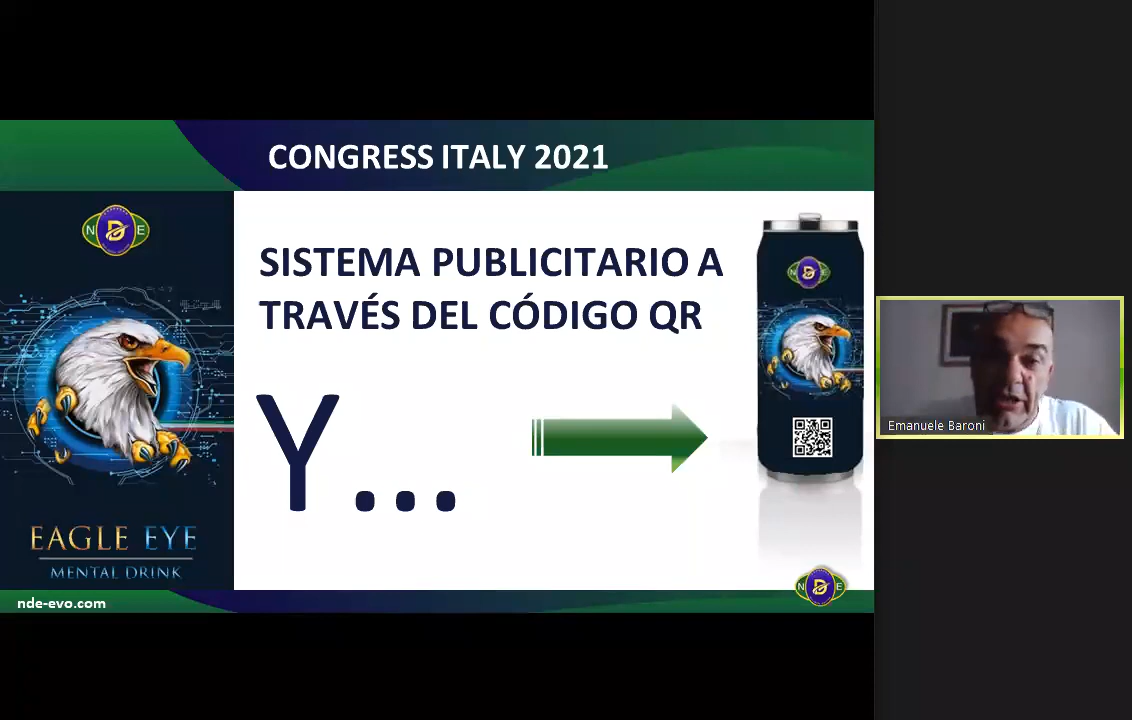 CONGRESS ITALY 2021
N D E
SISTEMA PUBLICITARIO A
TRAVÉS DEL CÓDIGO QR
Y...
N D E
EAGLE EYE
MENTAL DRINK
nde-evo.com
N D E
Emanuele Baroni